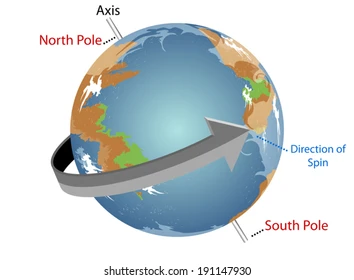 Axis
North Pole
Direction of
Spin
South Pole
shutterstock.com · 191147930